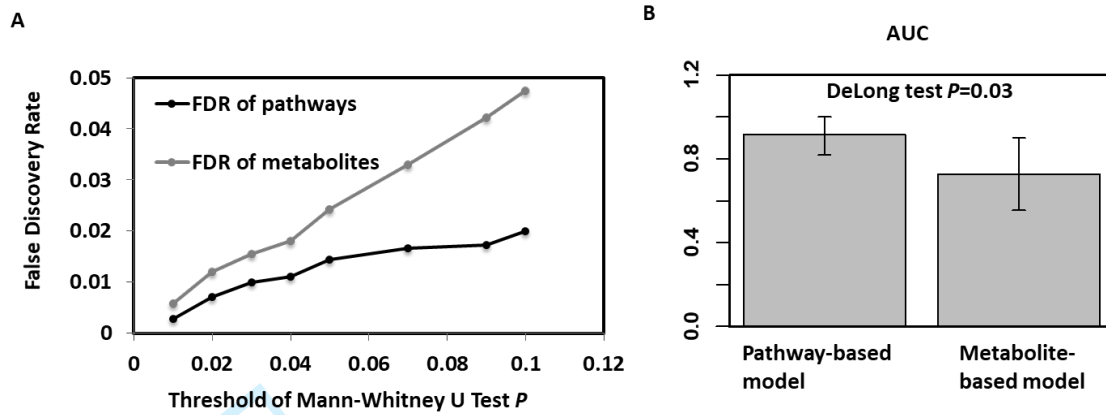 A
False Discovery Rate
0.05
0.04
0.03
0.02
0.01
0
FDR of pathways
FDR of metabolites
0 0.02 0.04 0.06 0.08 0.1 0.12
Threshold of Mann-Whitney U Test P
B
AUC
1.2
0.8
0.4
0.0
DeLong test P=0.03
Pathway-based
model
Metabolite-
based model